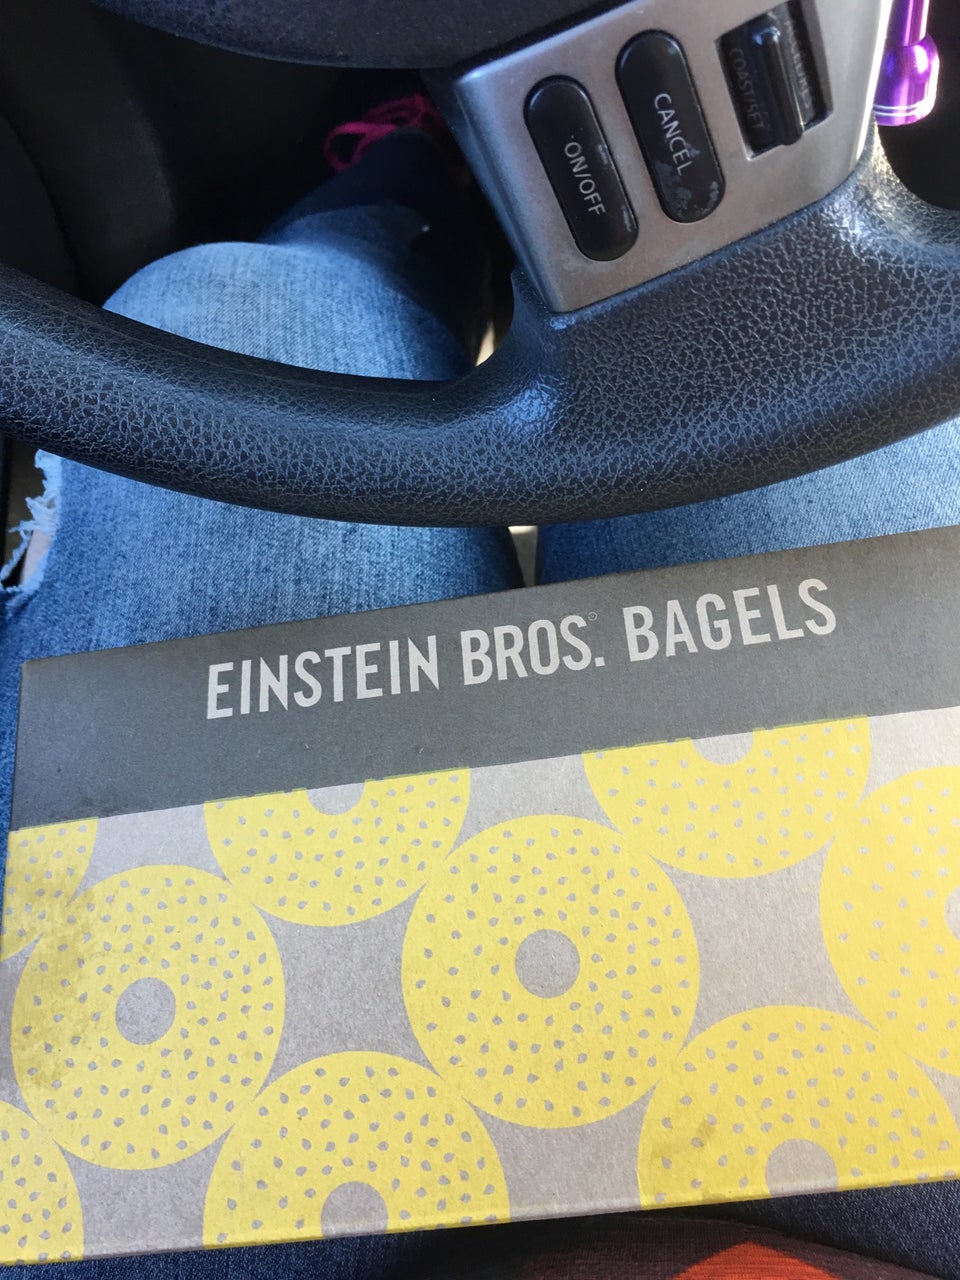 ON/OFF
CANCEL
COAST/SET
EINSTEIN BROS.® BAGELS